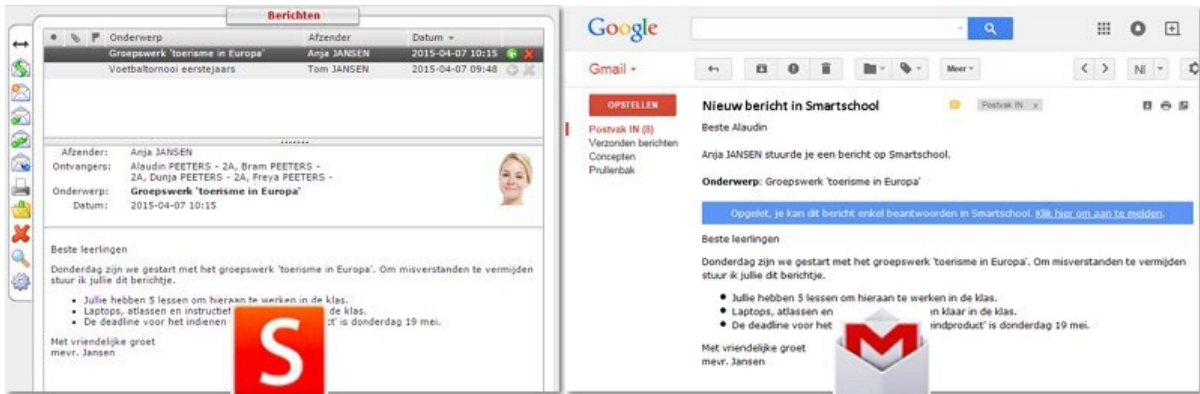 Berichten
Onderwerp Afzender Datum
Groepswerk 'toerisme in Europa' Anja JANSEN 2015-04-07 10:15
Voetbaltornooi eerstejaars Tom JANSEN 2015-04-07 09:48
Afzender: Anja JANSEN
Ontvangers: Alaudin PEETERS - 2A, Bram PEETERS -
2A, Dunja PEETERS - 2A, Freya PEETERS -
Onderwerp: Groepswerk 'toerisme in Europa'
Datum: 2015-04-07 10:15
Beste leerlingen
Donderdag zijn we gestart met het groepswerk 'toerisme in Europa'. Om misverstanden te vermijden
stuur ik jullie dit berichtje.
• Jullie hebben 5 lessen om hieraan te werken in de klas.
• Laptops, atlassen en instructief de klas.
• De deadline voor het indienen ct' is donderdag 19 mei.
Met vriendelijke groet
mevr. Jansen
S
Google
Gmail
Meer
NI
OPSTELLEN
Postvak IN (8)
Verzonden berichten
Concepten
Prullenbak
Nieuw bericht in Smartschool Postvak IN x
Beste Alaudin
Anja JANSEN stuurde je een bericht op Smartschool.
Onderwerp: Groepswerk 'toerisme in Europa'
Opgelet, je kan dit bericht enkel beantwoorden in Smartschool. Klik hier om aan te melden.
Beste leerlingen
Donderdag zijn we gestart met het groepswerk 'toerisme in Europa'. Om misverstanden te vermijden
stuur ik jullie dit berichtje.
• Jullie hebben 5 lessen om hieraan te werken in de klas.
• Laptops, atlassen en n klaar in de klas.
• De deadline voor het eindproduct' is donderdag 19 mei.
Met vriendelijke groet
mevr. Jansen
M